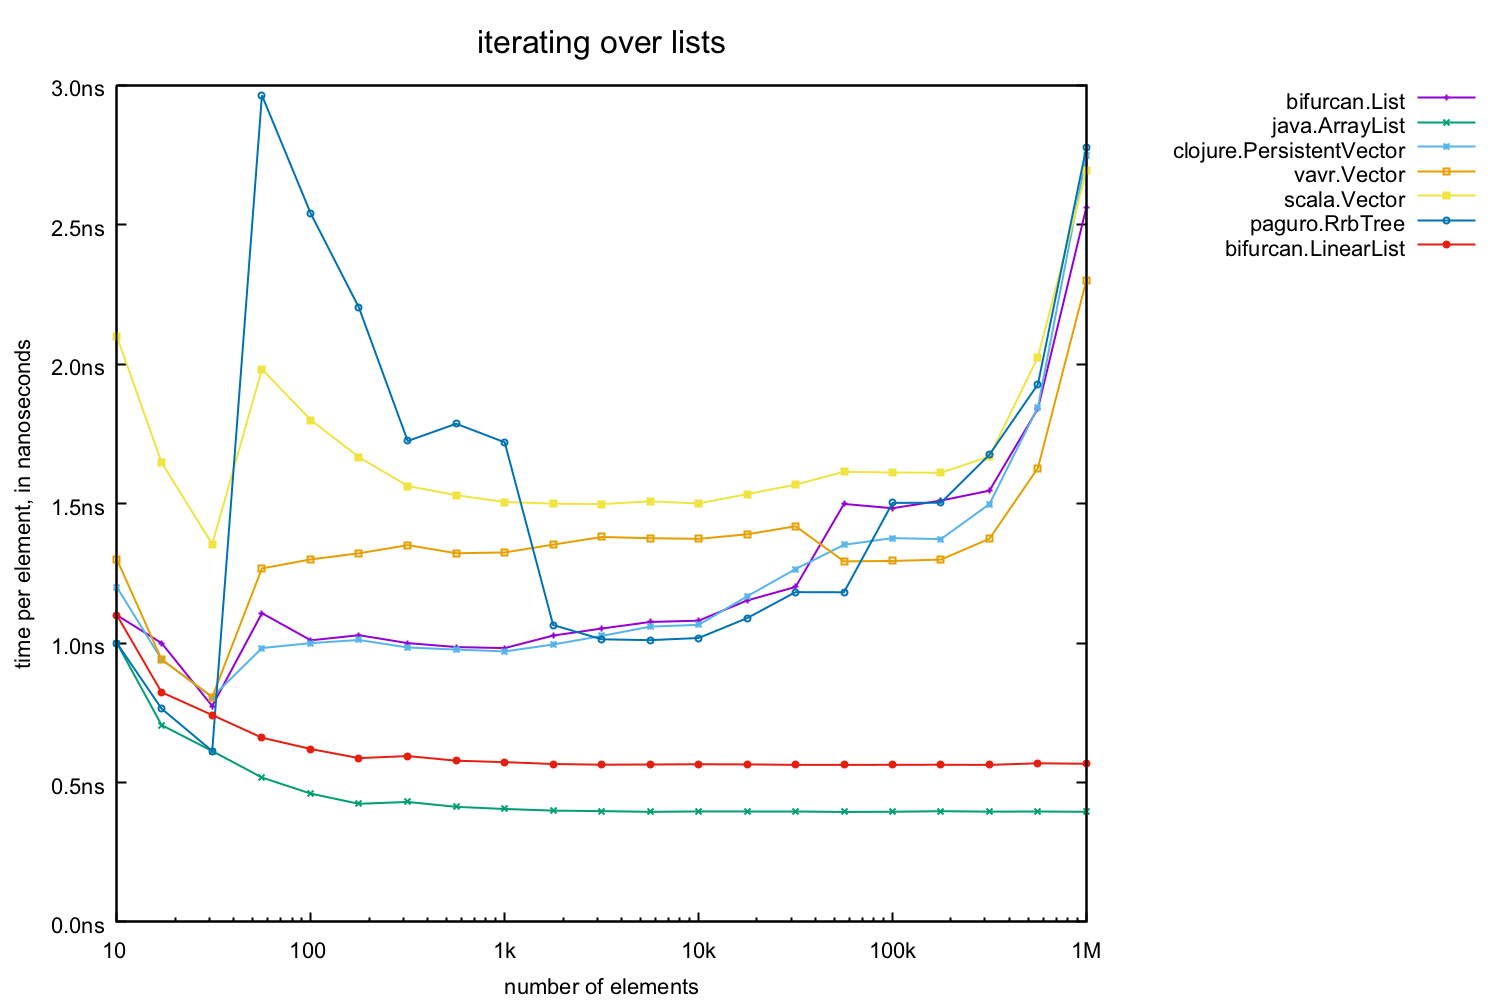 iterating over lists
3.0ns
2.5ns
2.0ns
1.5ns
1.0ns
0.5ns
0.0ns
time per element, in nanoseconds
10
100
1k
10k
100k
1M
number of elements
bifurcan.List
java.ArrayList
clojure.PersistentVector
vavr.Vector
scala.Vector
paguro.RrbTree
bifurcan.LinearList